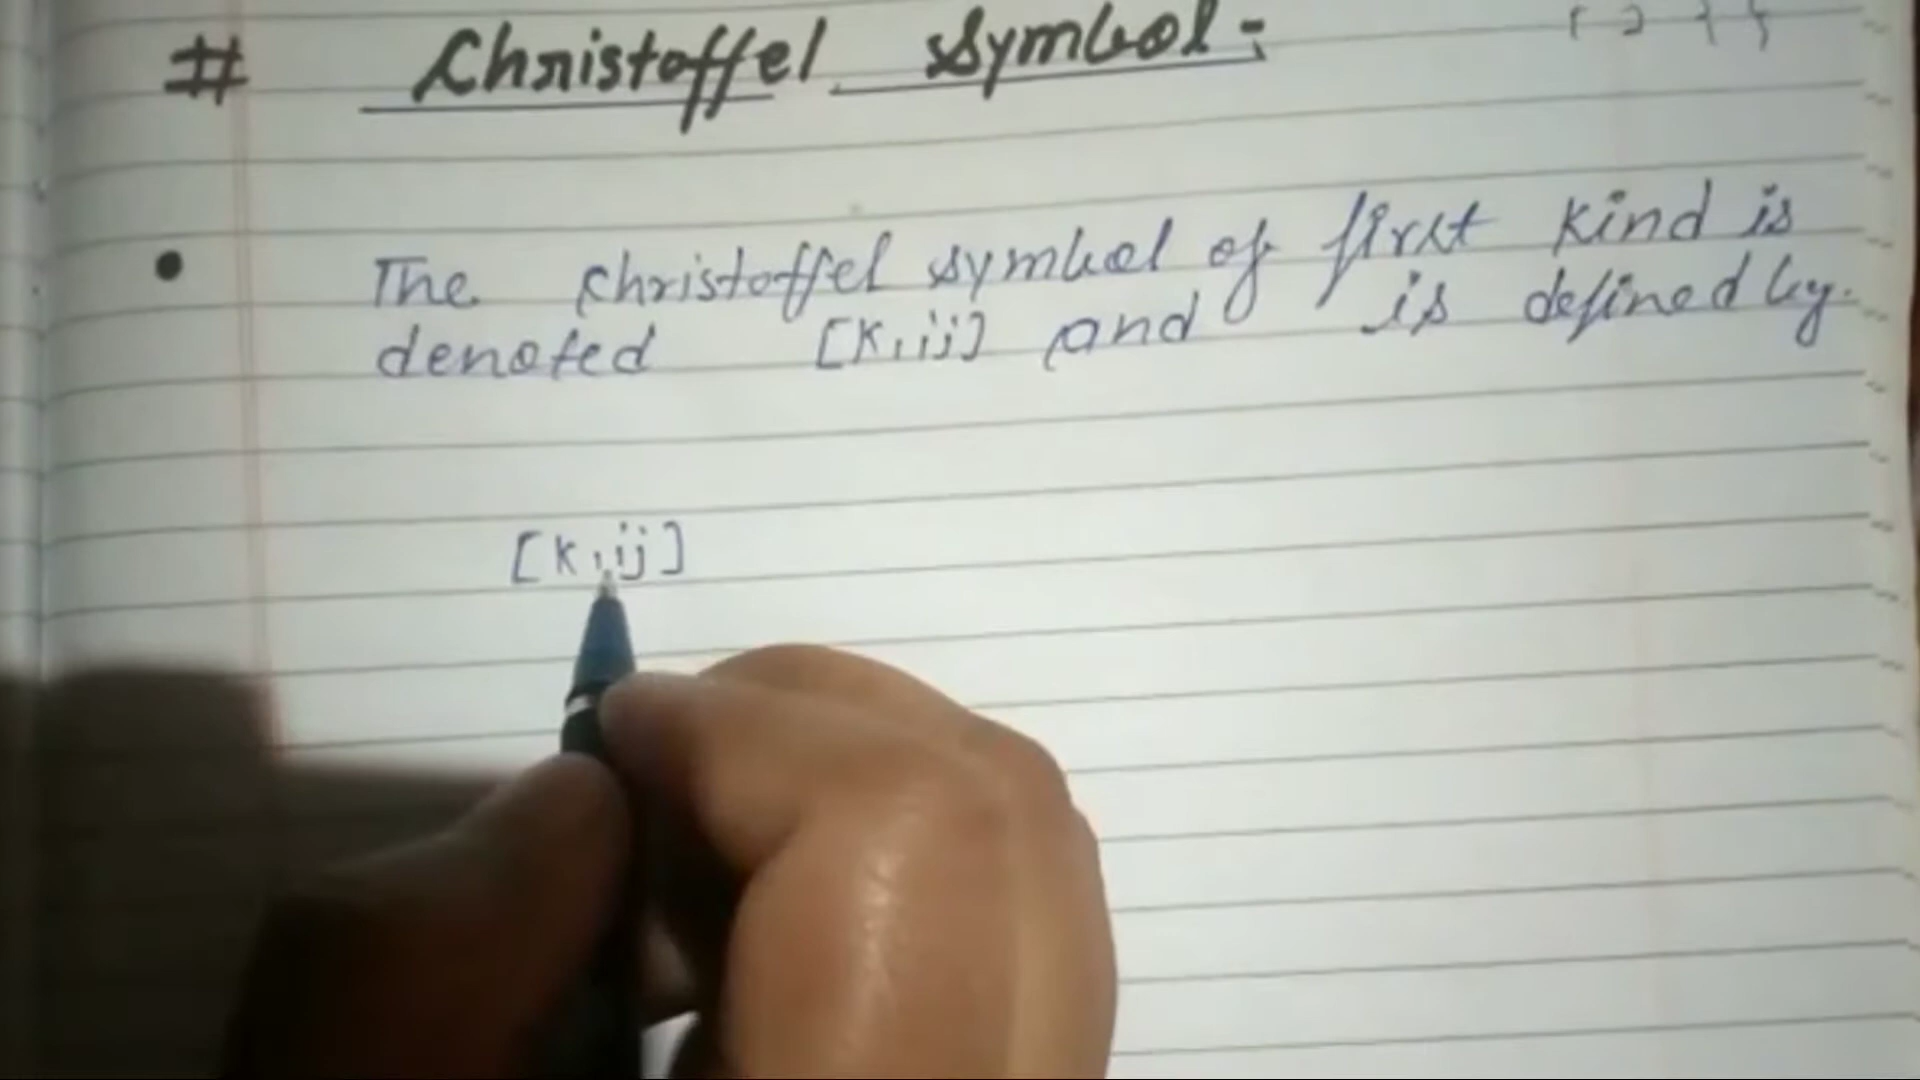 # Christoffel symbol:
• The christoffel symbol of first kind is
denoted [K,ij] and is defined by.
[K,ij]